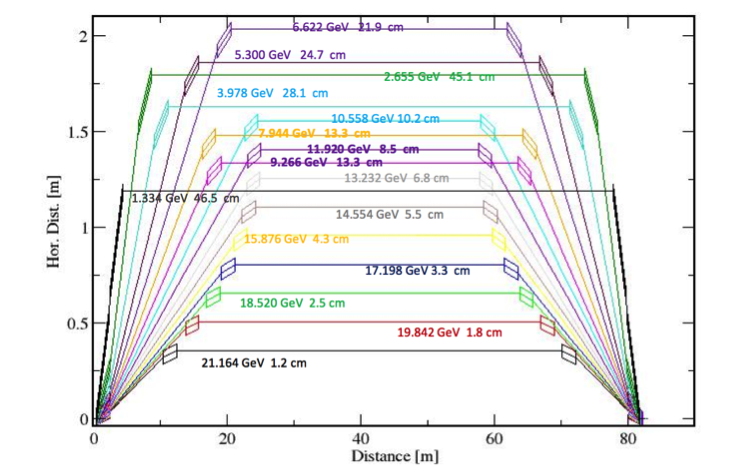 2
6.622 GeV 21.9 cm
5.300 GeV 24.7 cm
2.655 GeV 45.1 cm
3.978 GeV 28.1 cm
10.558 GeV 10.2 cm
1.5
7.944 GeV 13.3 cm
11.920 GeV 8.5 cm
9.266 GeV 13.3 cm
13.232 GeV 6.8 cm
1.334 GeV 46.5 cm
14.554 GeV 5.5 cm
1
15.876 GeV 4.3 cm
17.198 GeV 3.3 cm
18.520 GeV 2.5 cm
0.5
19.842 GeV 1.8 cm
21.164 GeV 1.2 cm
0
Hor. Dist. [m]
0 20 40 60 80
Distance [m]